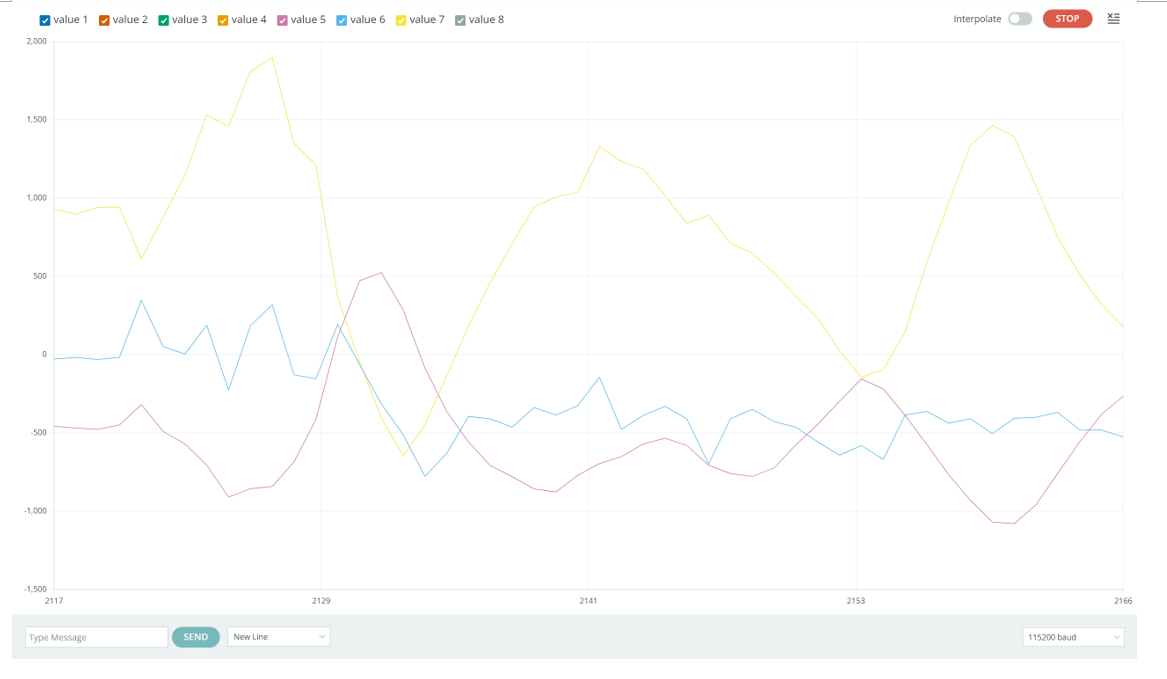 value 1 value 2 value 3 value 4 value 5 value 6 value 7 value 8 Interpolate STOP
2,000
1,500
1,000
500
0
-500
-1,000
-1,500
2117 2129 2141 2153 2166
Type Message SEND New Line 115200 baud